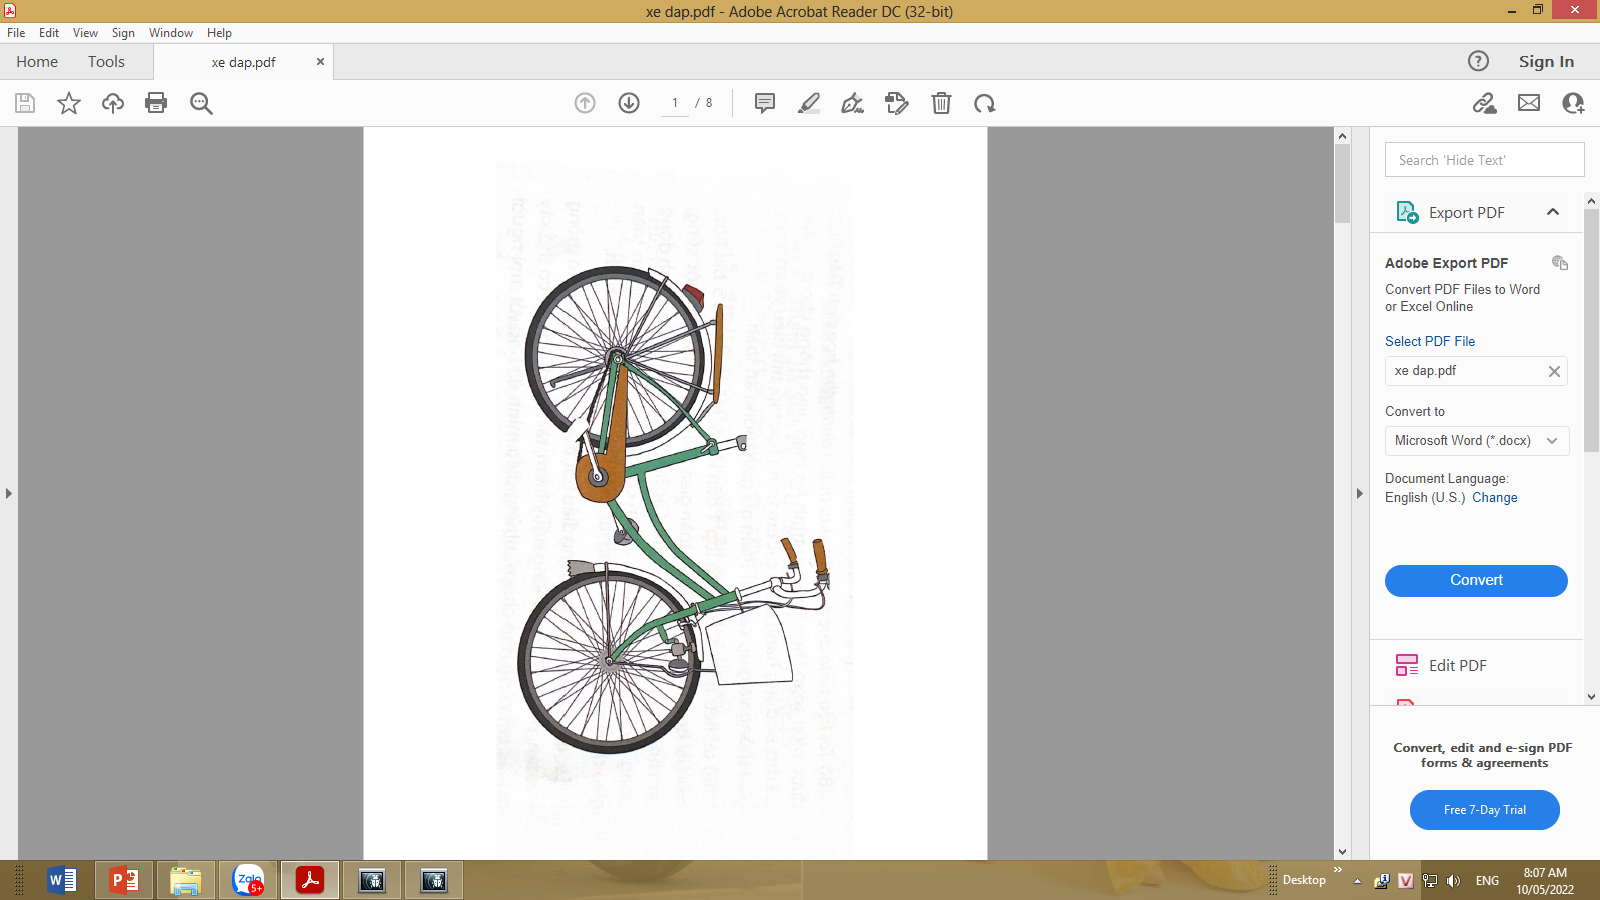 xe dap.pdf - Adobe Acrobat Reader DC (32-bit)
File Edit View Sign Window Help
Home Tools xe dap.pdf × Sign In
1 / 8
Search 'Hide Text'
Export PDF
Adobe Export PDF
Convert PDF Files to Word
or Excel Online
Select PDF File
xe dap.pdf
Convert to
Microsoft Word (*.docx)
Document Language:
English (U.S.) Change
Convert
Edit PDF
Convert, edit and e-sign PDF
forms & agreements
Free 7-Day Trial
Zalo
5+
Desktop
ENG
8:07 AM
10/05/2022